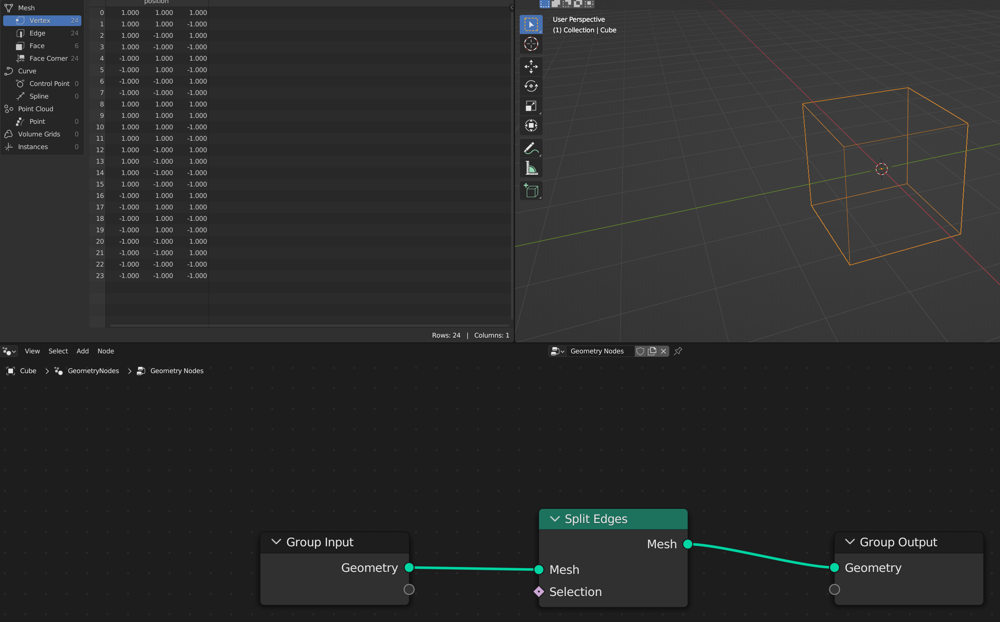 position
Mesh
Vertex 24
Edge 24
Face 6
Face Corner 24
Curve
Control Point 0
Spline 0
Point Cloud
Point 0
Volume Grids 0
Instances 0
0 1.000 1.000 1.000
1 1.000 1.000 -1.000
2 1.000 -1.000 1.000
3 1.000 -1.000 -1.000
4 -1.000 1.000 1.000
5 -1.000 1.000 -1.000
6 -1.000 -1.000 1.000
7 -1.000 -1.000 -1.000
8 1.000 1.000 1.000
9 1.000 1.000 1.000
10 1.000 1.000 -1.000
11 1.000 1.000 -1.000
12 1.000 -1.000 1.000
13 1.000 -1.000 1.000
14 1.000 -1.000 -1.000
15 1.000 -1.000 -1.000
16 -1.000 1.000 1.000
17 -1.000 1.000 1.000
18 -1.000 1.000 -1.000
19 -1.000 1.000 -1.000
20 -1.000 -1.000 1.000
21 -1.000 -1.000 1.000
22 -1.000 -1.000 -1.000
23 -1.000 -1.000 -1.000
Rows: 24 | Columns: 1
User Perspective
(1) Collection | Cube
View Select Add Node
Geometry Nodes
Cube > GeometryNodes > Geometry Nodes
Group Input
Geometry
Split Edges
Mesh
Mesh
Selection
Group Output
Geometry